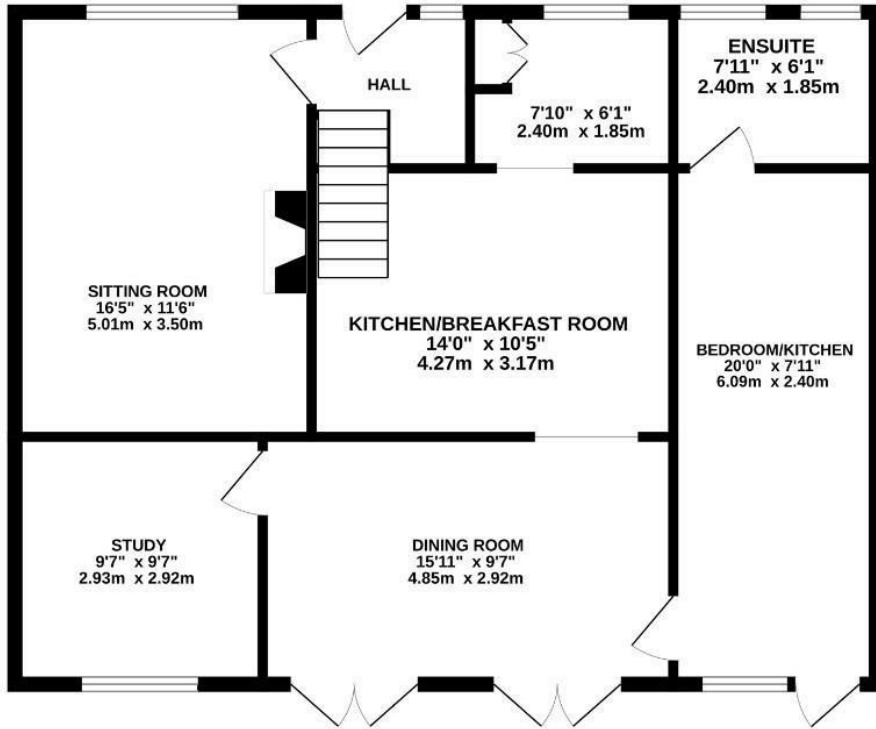 HALL
7'10" x 6'1"
2.40m x 1.85m
ENSUITE
7'11" x 6'1"
2.40m x 1.85m
SITTING ROOM
16'5" x 11'6"
5.01m x 3.50m
KITCHEN/BREAKFAST ROOM
14'0" x 10'5"
4.27m x 3.17m
BEDROOM/KITCHEN
20'0" x 7'11"
6.09m x 2.40m
STUDY
9'7" x 9'7"
2.93m x 2.92m
DINING ROOM
15'11" x 9'7"
4.85m x 2.92m